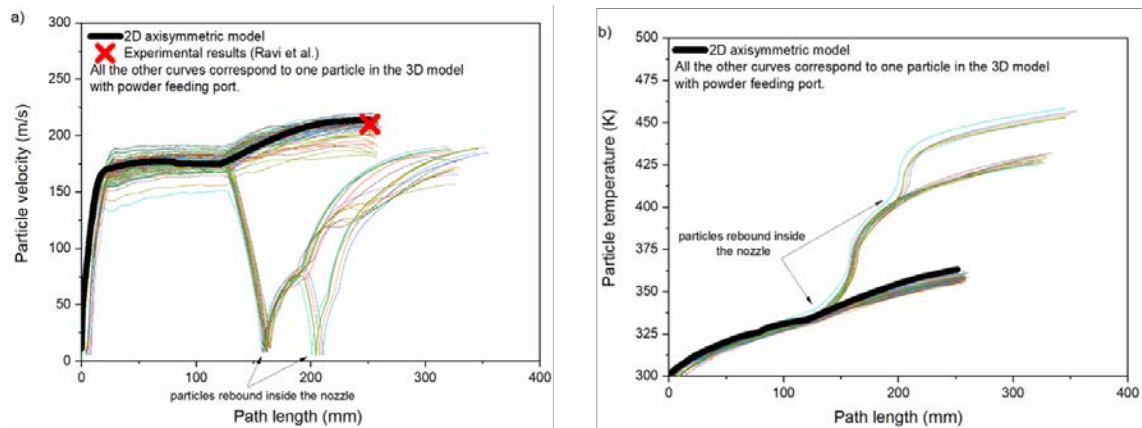 a)
300
250
200
150
100
50
0
Particle velocity (m/s)
2D axisymmetric model
Experimental results (Ravi et al.)
All the other curves correspond to one particle in the 3D model
with powder feeding port.
0 100 200 300 400
particles rebound inside the nozzle
Path length (mm)
b)
500
475
450
425
400
375
350
325
300
Particle temperature (K)
2D axisymmetric model
All the other curves correspond to one particle in the 3D model
with powder feeding port.
particles rebound inside
the nozzle
0 100 200 300 400
Path length (mm)